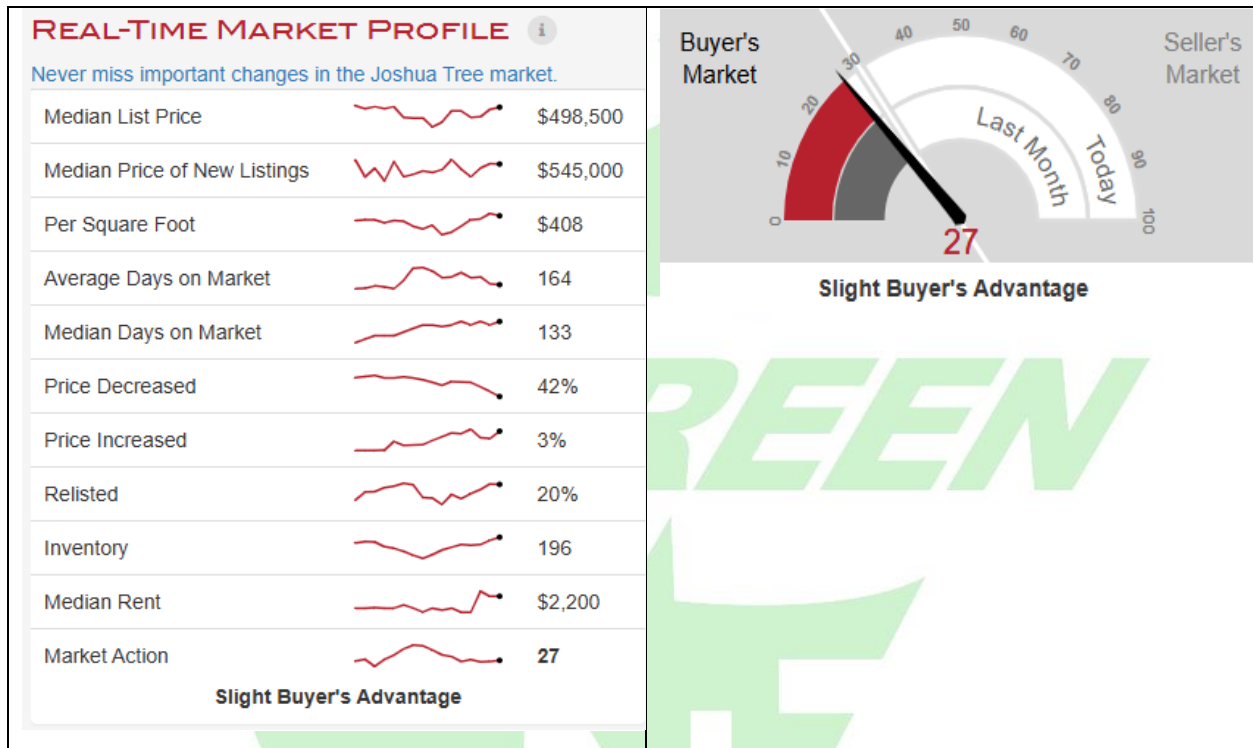 REAL-TIME MARKET PROFILE i
Never miss important changes in the Joshua Tree market.
Median List Price $498,500
Median Price of New Listings $545,000
Per Square Foot $408
Average Days on Market 164
Median Days on Market 133
Price Decreased 42%
Price Increased 3%
Relisted 20%
Inventory 196
Median Rent $2,200
Market Action 27
Slight Buyer's Advantage
Buyer's
Market
Seller's
Market
0
10
20
30
40
50
60
70
80
90
100
Last Month
Today
27
Slight Buyer's Advantage